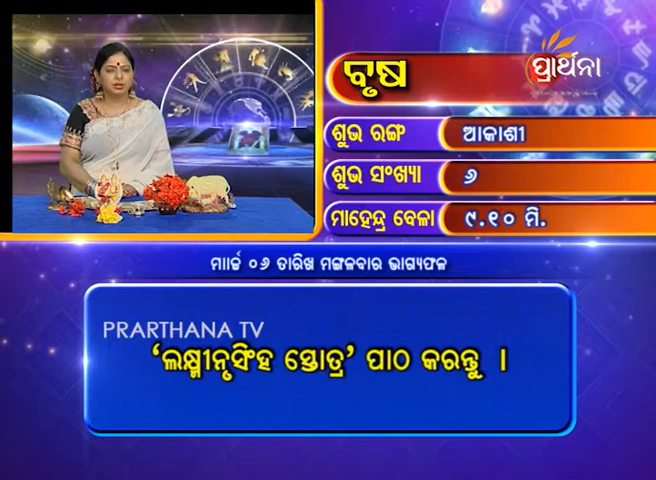 ବୃଷ
ପ୍ରାର୍ଥନା
ଶୁଭ ରଙ୍ଗ
ଆକାଶୀ
ଶୁଭ ସଂଖ୍ୟା
୬
ମାହେନ୍ଦ୍ର ବେଳା
୯.୧୦ ମି.
ମାର୍ଚ୍ଚ ୦୬ ତାରିଖ ମଙ୍ଗଳବାର ଭାଗ୍ୟଫଳ
PRARTHANA TV
‘ଲକ୍ଷ୍ମୀନୃସିଂହ ସ୍ତୋତ୍ର’ ପାଠ କରନ୍ତୁ ।